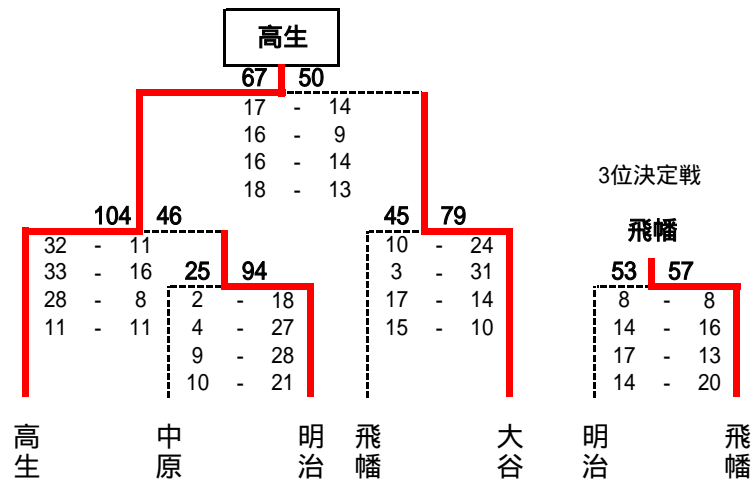 高生
67 50
17 - 14
16 - 9
16 - 14
18 - 13
3位決定戦
104 46
32 - 11
33 - 16
28 - 8
11 - 11
25 94
2 - 18
4 - 27
9 - 28
10 - 21
45 79
10 - 24
3 - 31
17 - 14
15 - 10
飛幡
53 57
8 - 8
14 - 16
17 - 13
14 - 20
高生
中原
明治
飛幡
大谷
明治
飛幡